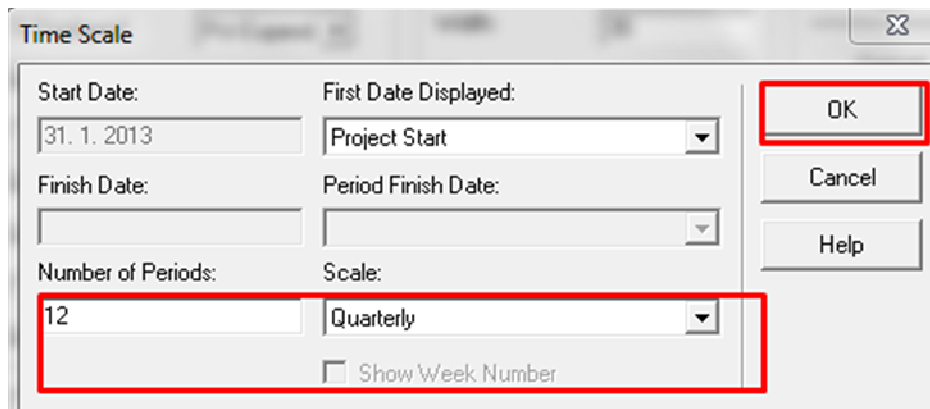 Time Scale
Start Date: First Date Displayed:
31. 1. 2013 Project Start
OK
Finish Date: Period Finish Date:
Cancel
Help
Number of Periods: Scale:
12 Quarterly
Show Week Number